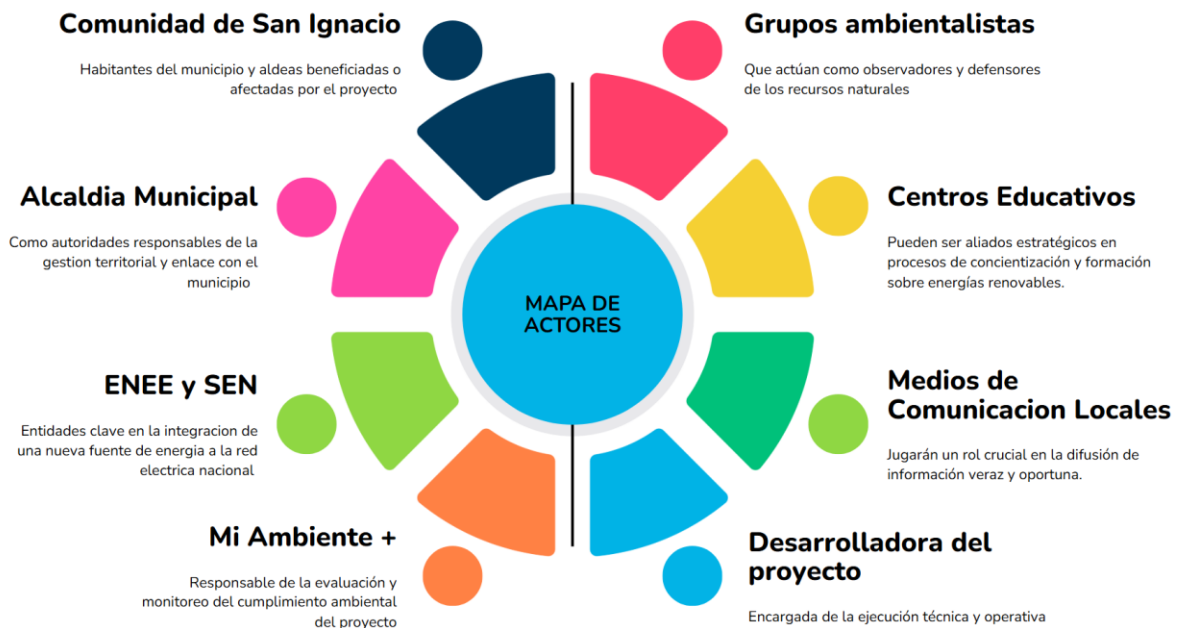 Comunidad de San Ignacio
Habitantes del municipio y aldeas beneficiadas o
afectadas por el proyecto
Alcaldia Municipal
Como autoridades responsables de la
gestion territorial y enlace con el
municipio
ENEE y SEN
Entidades clave en la integracion de
una nueva fuente de energia a la red
electrica nacional
Mi Ambiente +
Responsable de la evaluación y
monitoreo del cumplimiento ambiental
del proyecto
MAPA DE
ACTORES
Grupos ambientalistas
Que actúan como observadores y defensores
de los recursos naturales
Centros Educativos
Pueden ser aliados estratégicos en
procesos de concientización y formación
sobre energías renovables.
Medios de
Comunicacion Locales
Jugarán un rol crucial en la difusión de
información veraz y oportuna.
Desarrolladora del
proyecto
Encargada de la ejecución técnica y operativa